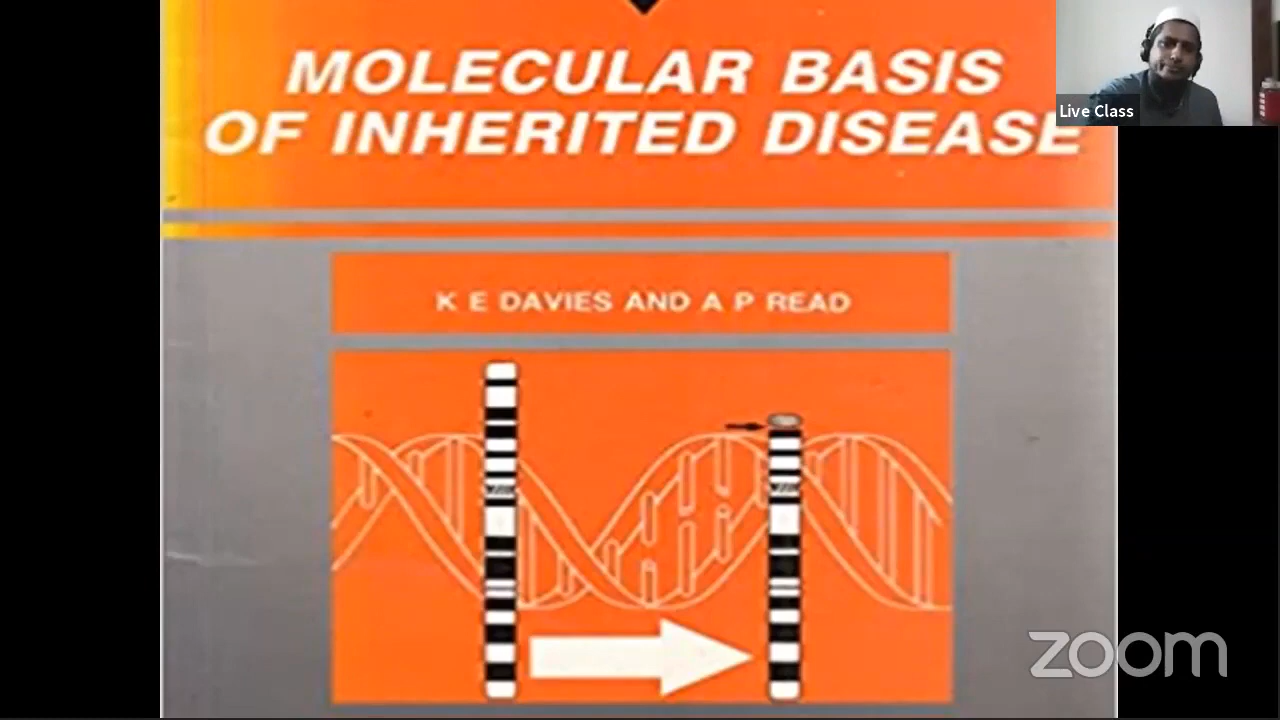 MOLECULAR BASIS
OF INHERITED DISEASE
Live Class
K E DAVIES AND A P READ
zoom